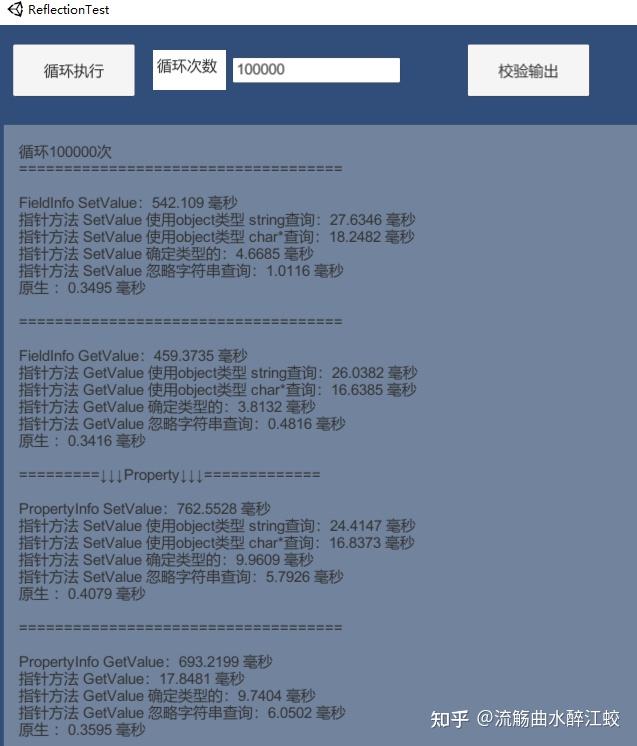 ReflectionTest
循环执行
循环次数
100000
校验输出
循环100000次
====================================
FieldInfo SetValue：542.109 毫秒
指针方法 SetValue 使用object类型 string查询：27.6346 毫秒
指针方法 SetValue 使用object类型 char*查询：18.2482 毫秒
指针方法 SetValue 确定类型的：4.6685 毫秒
指针方法 SetValue 忽略字符串查询：1.0116 毫秒
原生 ：0.3495 毫秒
====================================
FieldInfo GetValue：459.3735 毫秒
指针方法 GetValue 使用object类型 string查询：26.0382 毫秒
指针方法 GetValue 使用object类型 char*查询：16.6385 毫秒
指针方法 GetValue 确定类型的：3.8132 毫秒
指针方法 GetValue 忽略字符串查询：0.4816 毫秒
原生 ：0.3416 毫秒
=========↓↓↓Property↓↓↓=============
PropertyInfo SetValue：762.5528 毫秒
指针方法 SetValue 使用object类型 string查询：24.4147 毫秒
指针方法 SetValue 使用object类型 char*查询：16.8373 毫秒
指针方法 SetValue 确定类型的：9.9609 毫秒
指针方法 SetValue 忽略字符串查询：5.7926 毫秒
原生 ：0.4079 毫秒
====================================
PropertyInfo GetValue：693.2199 毫秒
指针方法 GetValue：17.8481 毫秒
指针方法 GetValue 确定类型的：9.7404 毫秒
指针方法 GetValue 忽略字符串查询：6.0502 毫秒
原生 ：0.3595 毫秒
知乎 @流觞曲水醉江蛟